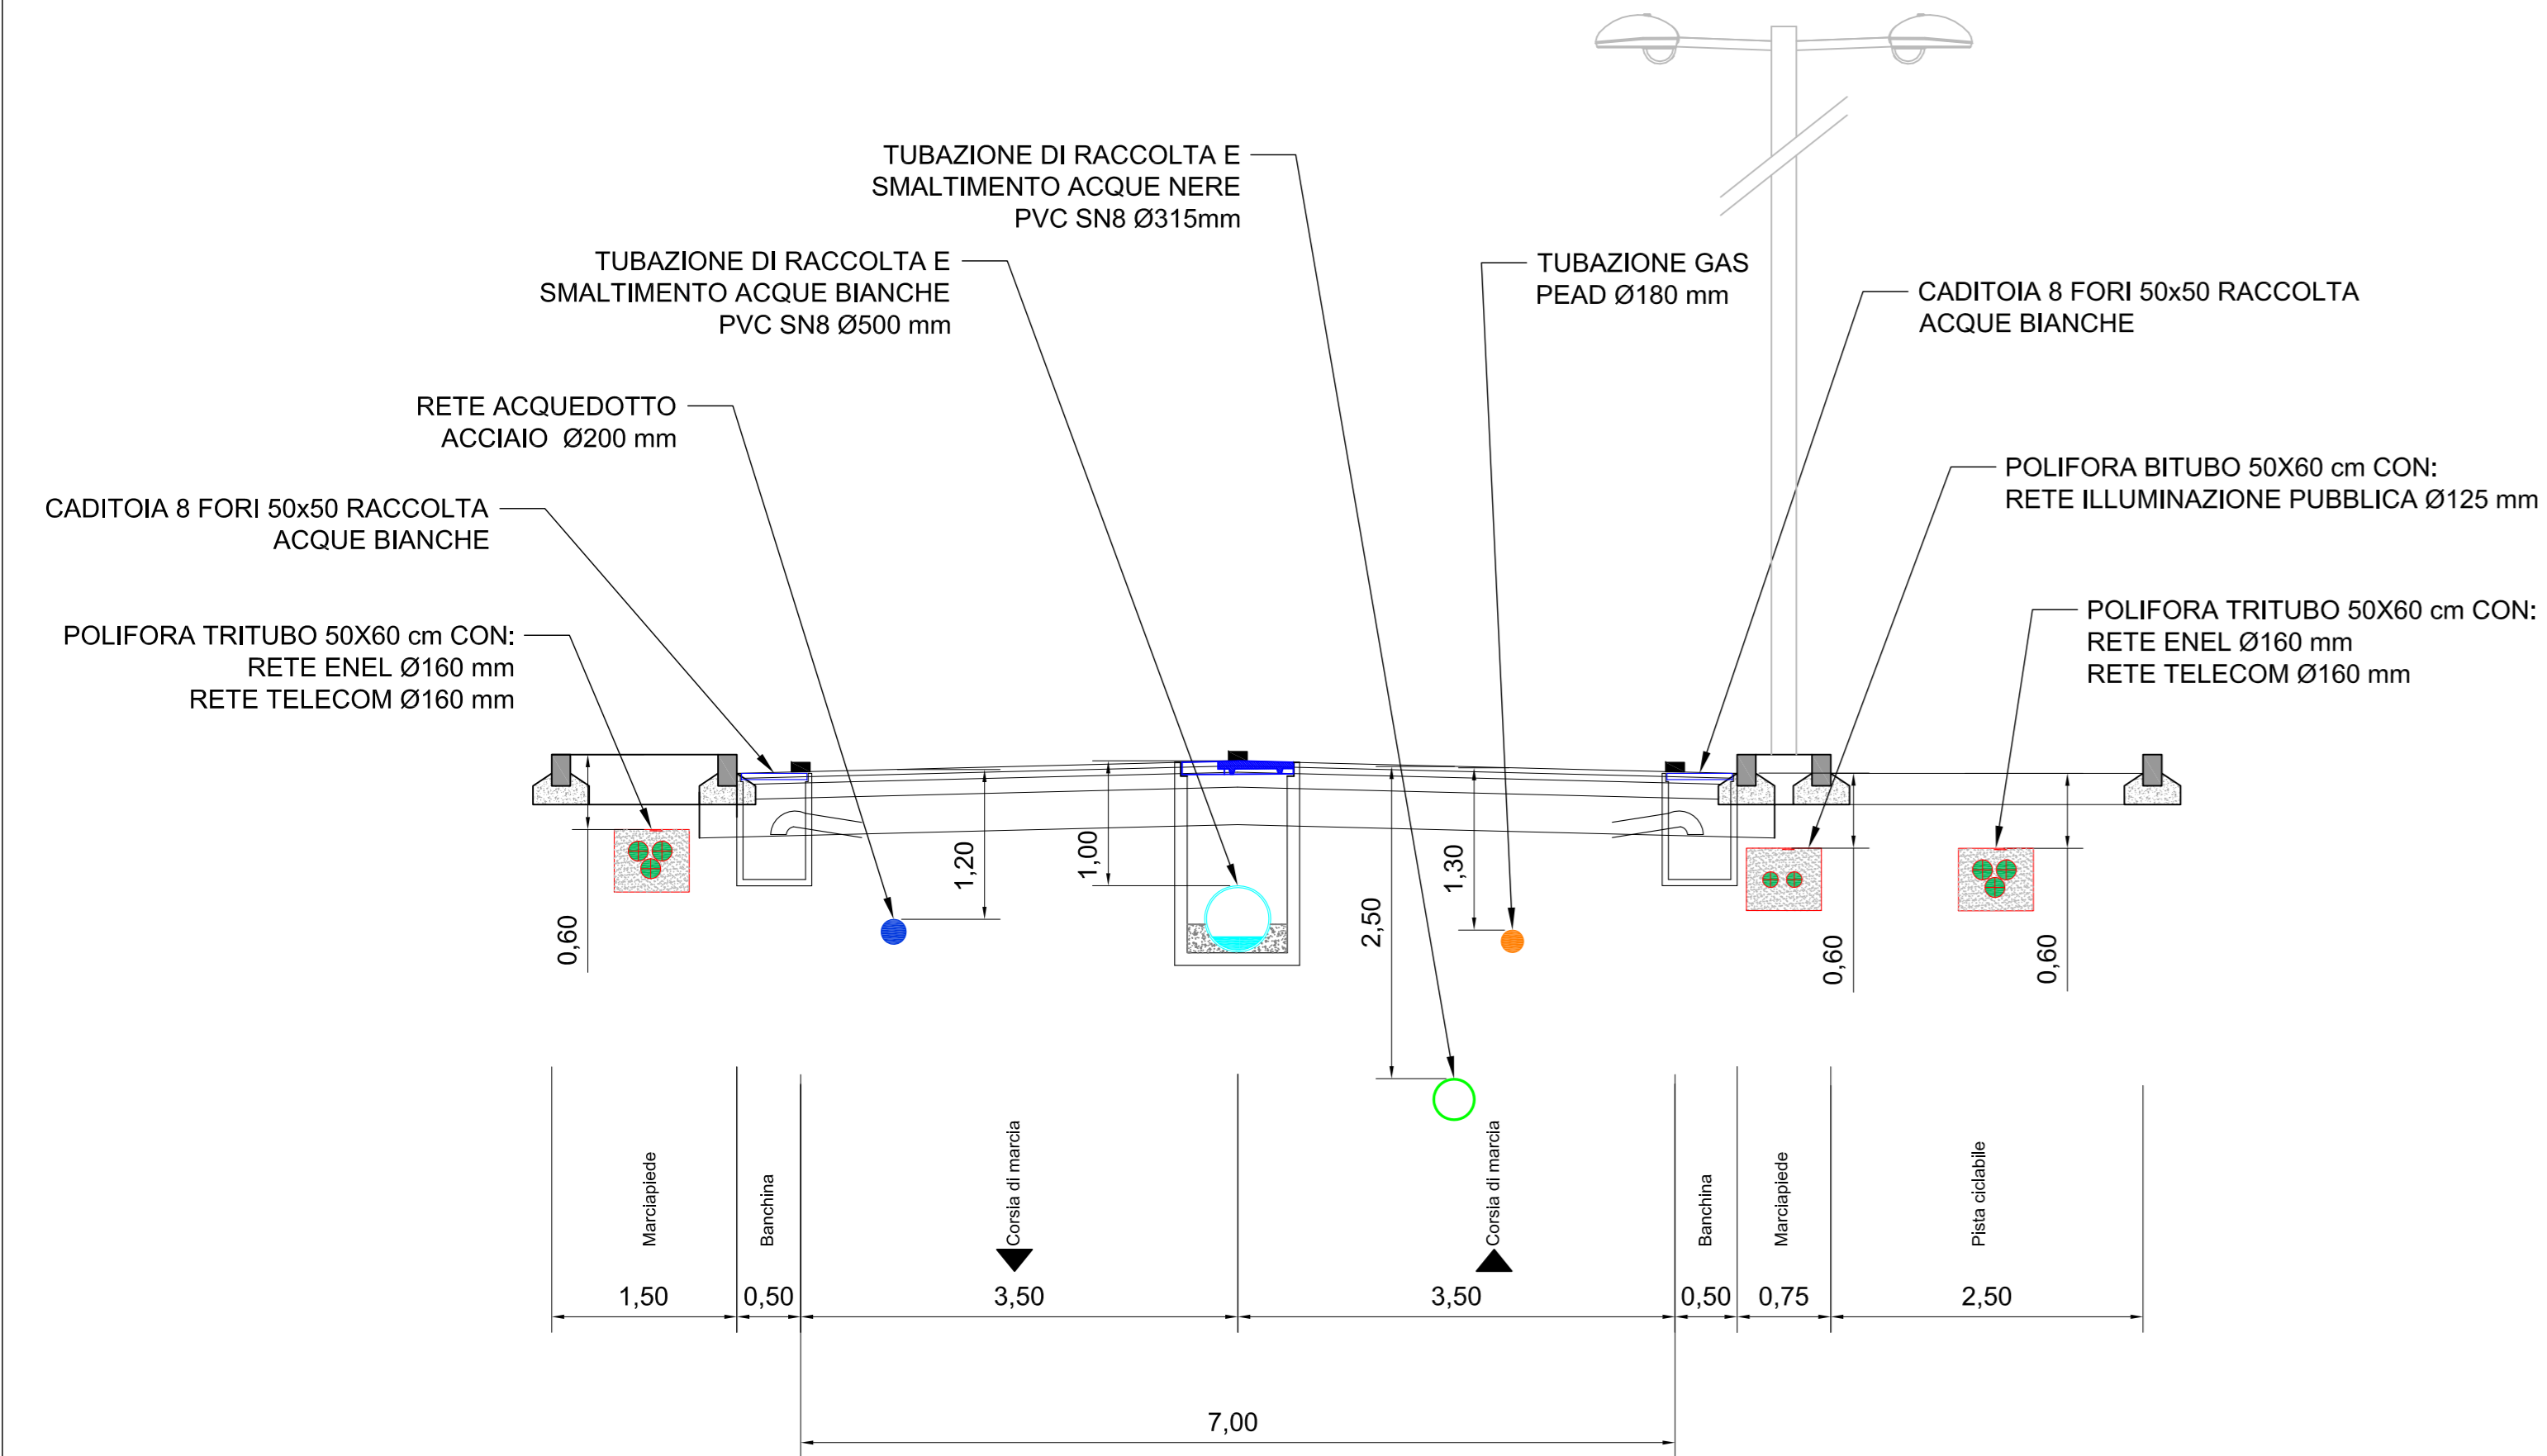 TUBAZIONE DI RACCOLTA E
SMALTIMENTO ACQUE NERE
PVC SN8 Ø315mm
TUBAZIONE DI RACCOLTA E
SMALTIMENTO ACQUE BIANCHE
PVC SN8 Ø500 mm
TUBAZIONE GAS
PEAD Ø180 mm
CADITOIA 8 FORI 50x50 RACCOLTA
ACQUE BIANCHE
RETE ACQUEDOTTO
ACCIAIO Ø200 mm
POLIFORA BITUBO 50X60 cm CON:
RETE ILLUMINAZIONE PUBBLICA Ø125 mm
CADITOIA 8 FORI 50x50 RACCOLTA
ACQUE BIANCHE
POLIFORA TRITUBO 50X60 cm CON:
RETE ENEL Ø160 mm
RETE TELECOM Ø160 mm
POLIFORA TRITUBO 50X60 cm CON:
RETE ENEL Ø160 mm
RETE TELECOM Ø160 mm
0,60
1,20
1,00
2,50
1,30
0,60
0,60
Marciapiede
Banchina
Corsia di marcia
Corsia di marcia
Banchina
Marciapiede
Pista ciclabile
1,50
0,50
3,50
3,50
0,50
0,75
2,50
7,00